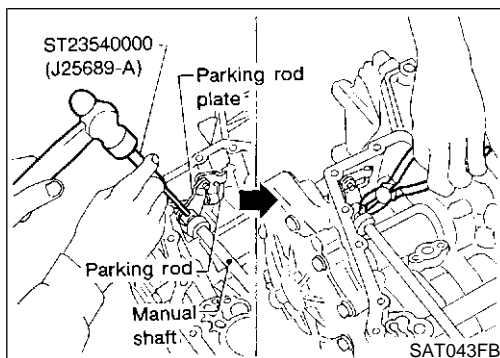 ST23540000
(J25689-A)
Parking rod
plate
Parking rod
Manual
shaft
SAT043FB